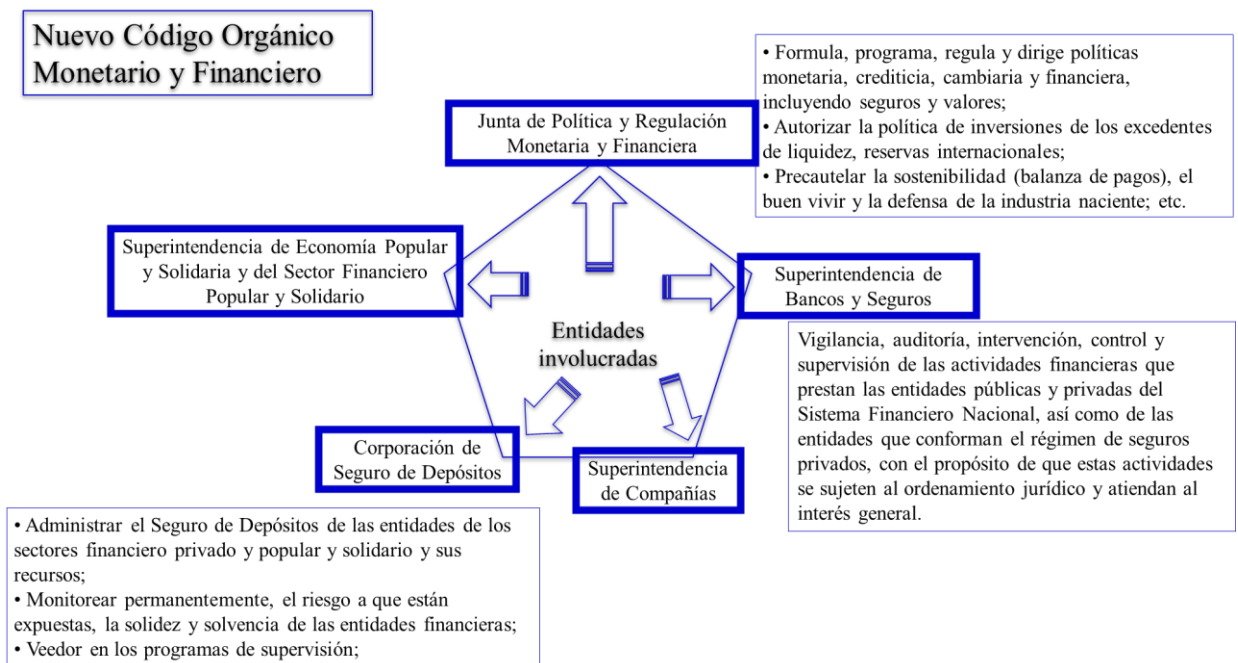 Nuevo Código Orgánico
Monetario y Financiero
• Formula, programa, regula y dirige políticas
monetaria, crediticia, cambiaria y financiera,
incluyendo seguros y valores;
• Autorizar la política de inversiones de los excedentes
de liquidez, reservas internacionales;
• Precautelar la sostenibilidad (balanza de pagos), el
buen vivir y la defensa de la industria naciente; etc.
Junta de Política y Regulación
Monetaria y Financiera
Superintendencia de Economía Popular
y Solidaria y del Sector Financiero
Popular y Solidario
Superintendencia de
Bancos y Seguros
Entidades
involucradas
Vigilancia, auditoría, intervención, control y
supervisión de las actividades financieras que
prestan las entidades públicas y privadas del
Sistema Financiero Nacional, así como de las
entidades que conforman el régimen de seguros
privados, con el propósito de que estas actividades
se sujeten al ordenamiento jurídico y atiendan al
interés general.
Corporación de
Seguro de Depósitos
Superintendencia
de Compañías
• Administrar el Seguro de Depósitos de las entidades de los
sectores financiero privado y popular y solidario y sus
recursos;
• Monitorear permanentemente, el riesgo a que están
expuestas, la solidez y solvencia de las entidades financieras;
• Veedor en los programas de supervisión;